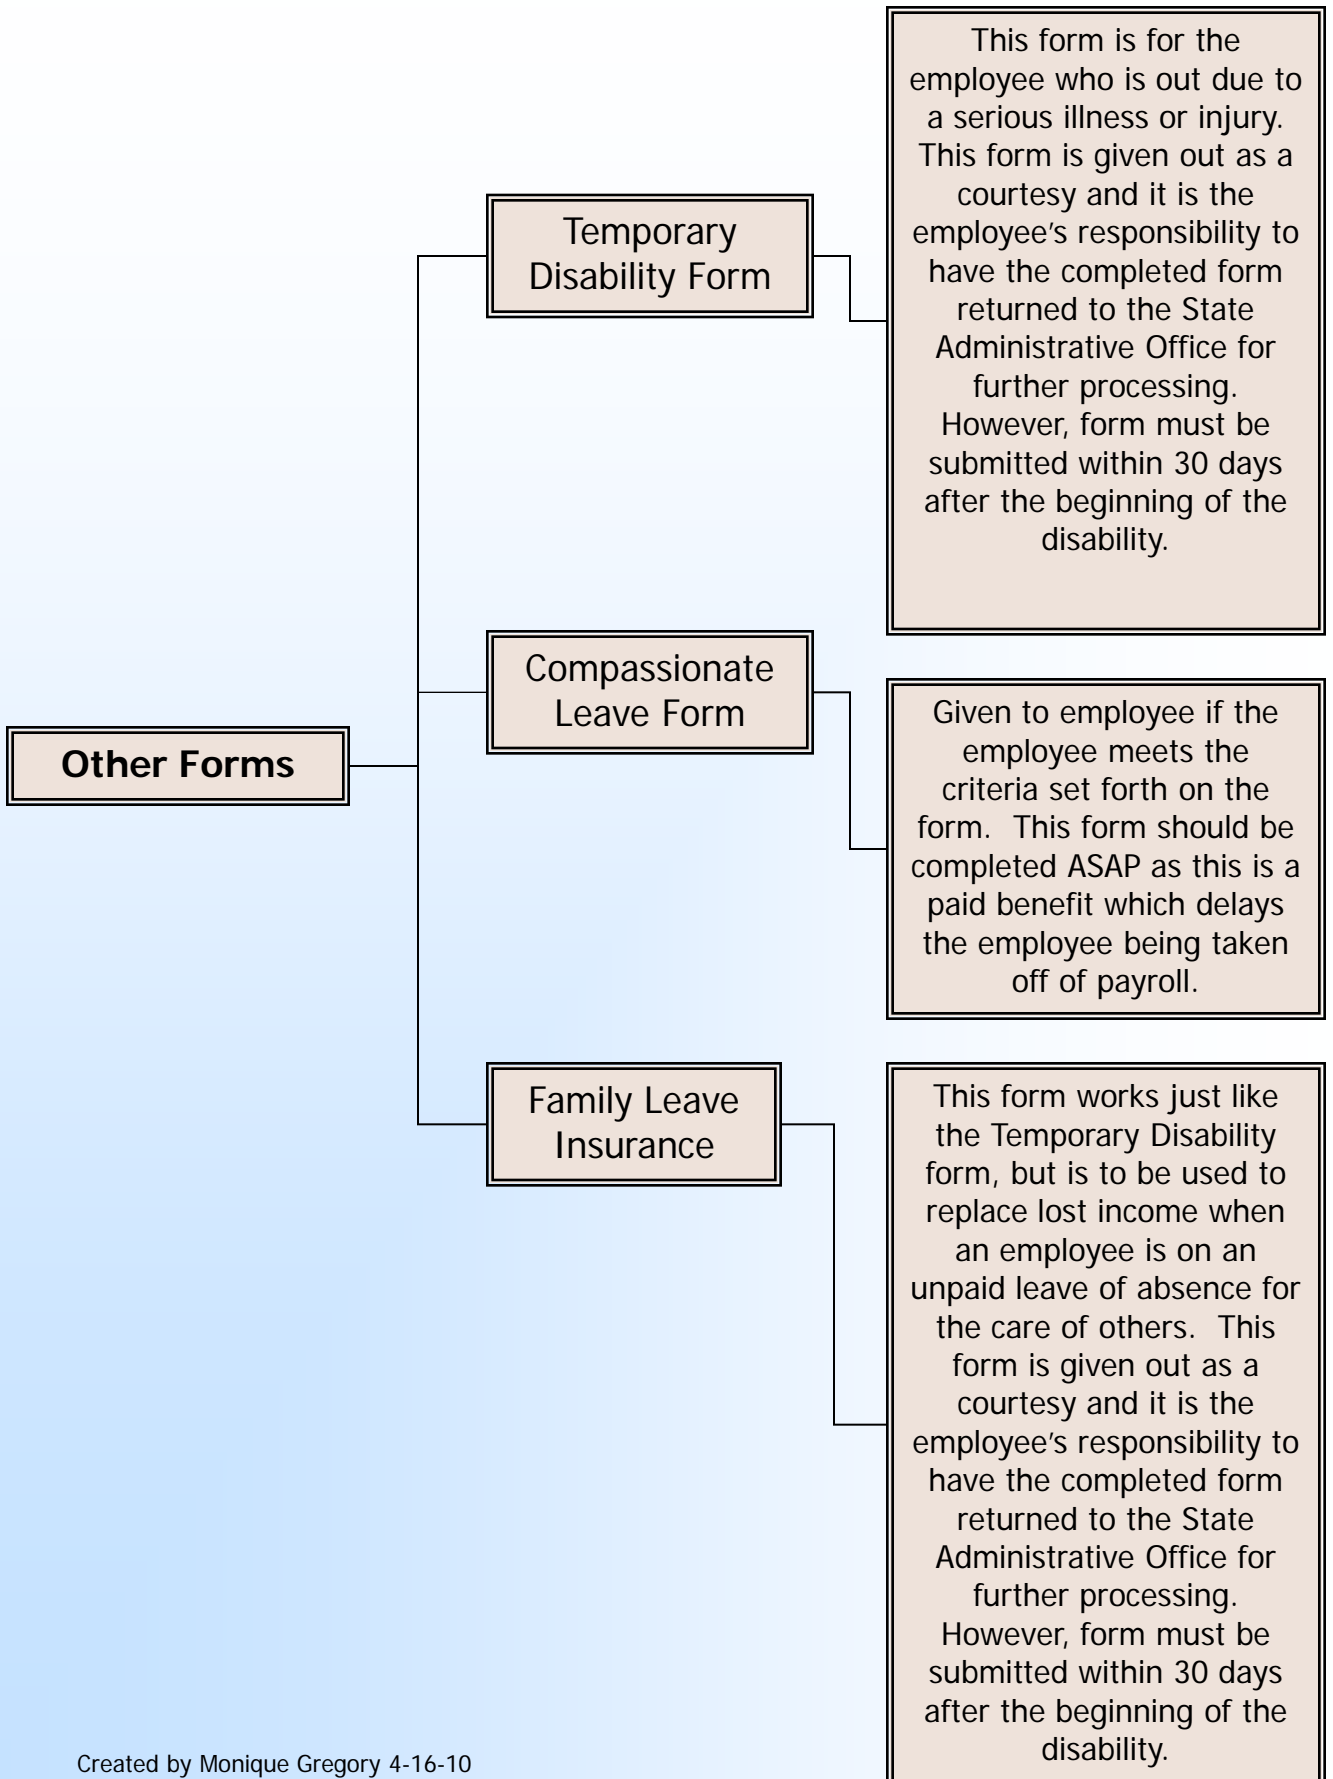 Other Forms
Temporary
Disability Form
This form is for the
employee who is out due to
a serious illness or injury.
This form is given out as a
courtesy and it is the
employee’s responsibility to
have the completed form
returned to the State
Administrative Office for
further processing.
However, form must be
submitted within 30 days
after the beginning of the
disability.
Compassionate
Leave Form
Given to employee if the
employee meets the
criteria set forth on the
form.  This form should be
completed ASAP as this is a
paid benefit which delays
the employee being taken
off of payroll.
Family Leave
Insurance
This form works just like
the Temporary Disability
form, but is to be used to
replace lost income when
an employee is on an
unpaid leave of absence for
the care of others.  This
form is given out as a
courtesy and it is the
employee’s responsibility to
have the completed form
returned to the State
Administrative Office for
further processing.
However, form must be
submitted within 30 days
after the beginning of the
disability.
Created by Monique Gregory 4-16-10